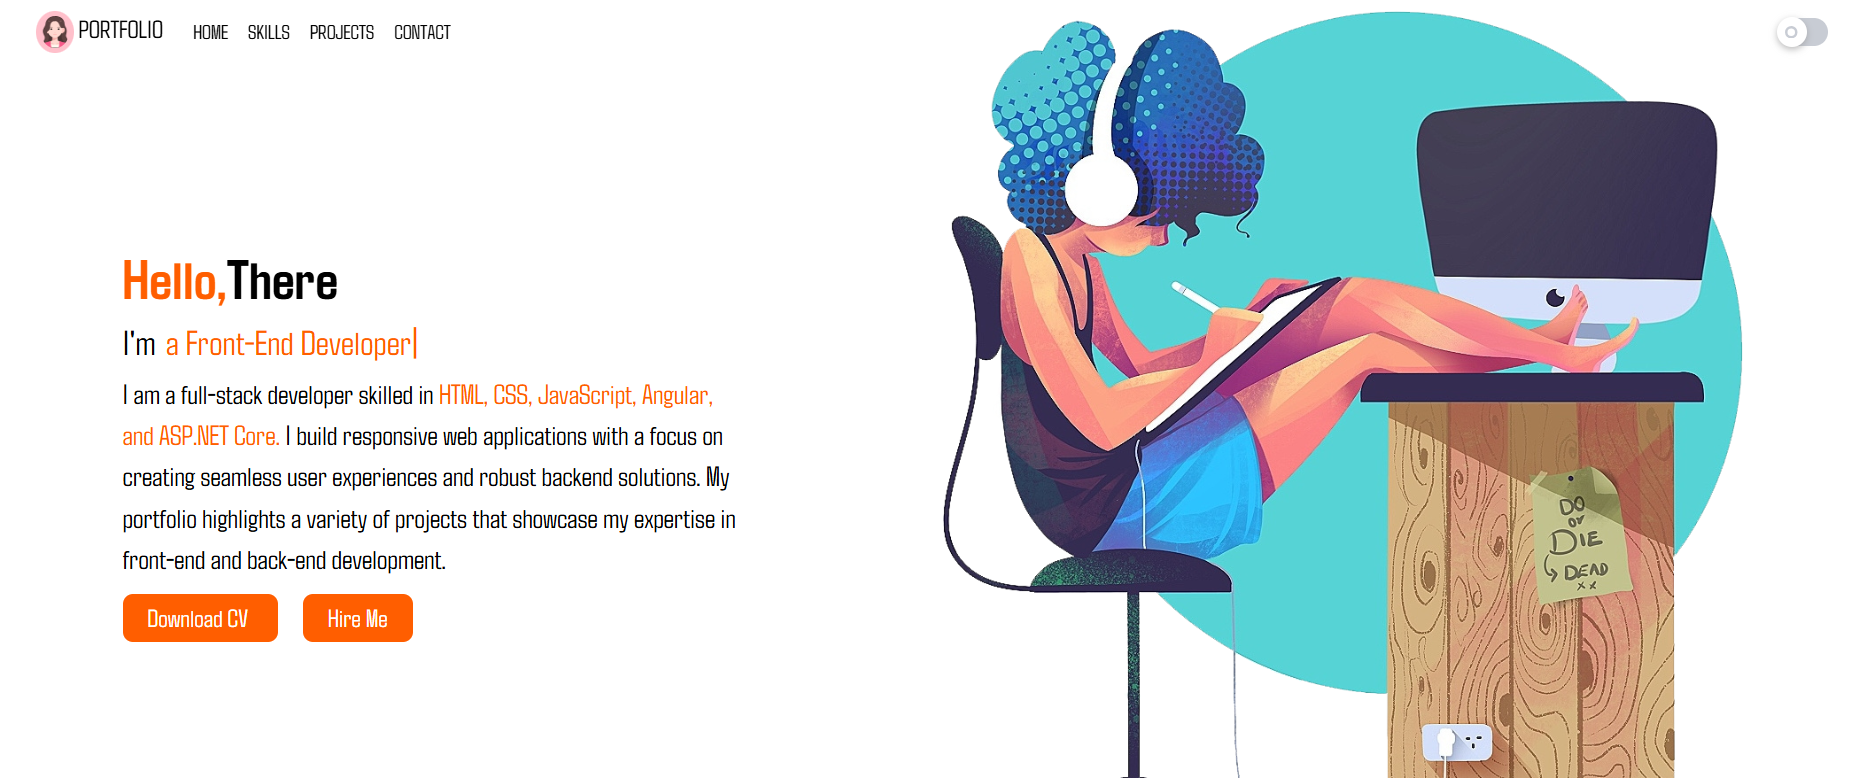 PORTFOLIO HOME SKILLS PROJECTS CONTACT
Hello,There
I'm a Front-End Developer|
I am a full-stack developer skilled in HTML, CSS, JavaScript, Angular,
and ASP.NET Core. I build responsive web applications with a focus on
creating seamless user experiences and robust backend solutions. My
portfolio highlights a variety of projects that showcase my expertise in
front-end and back-end development.
Download CV Hire Me
DO
or
DIE
DEAD
xx